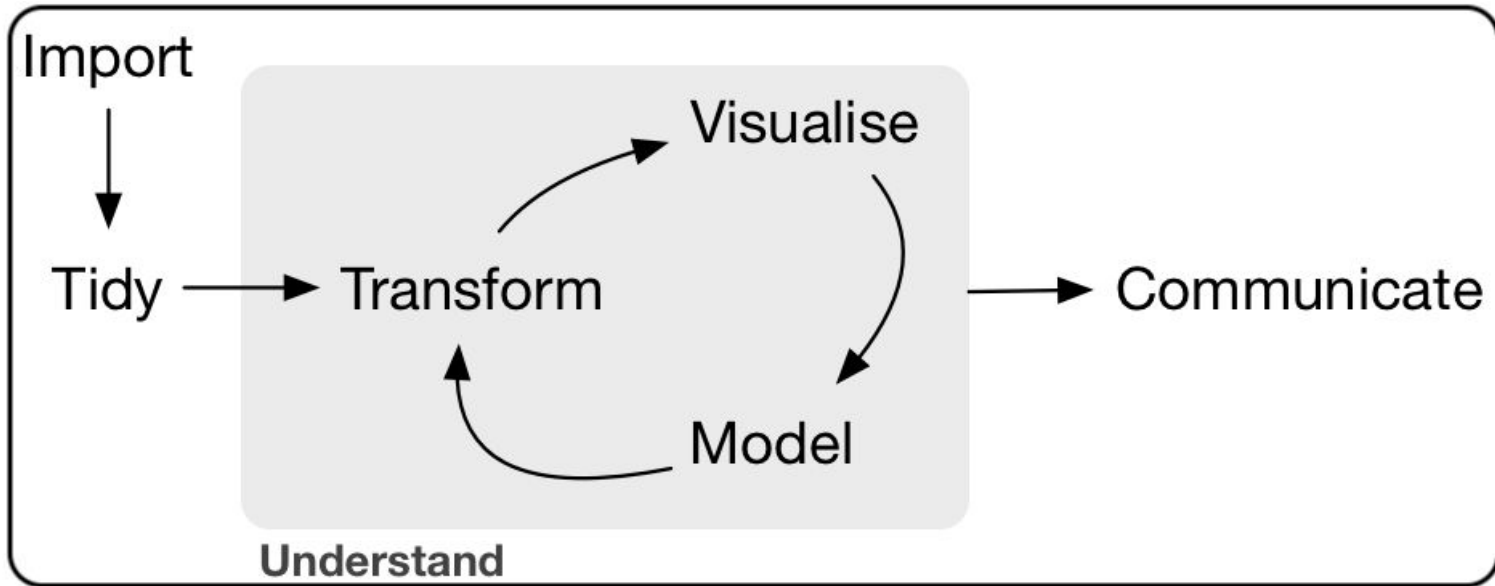 Import
Visualise
Tidy
Transform
Communicate
Model
Understand